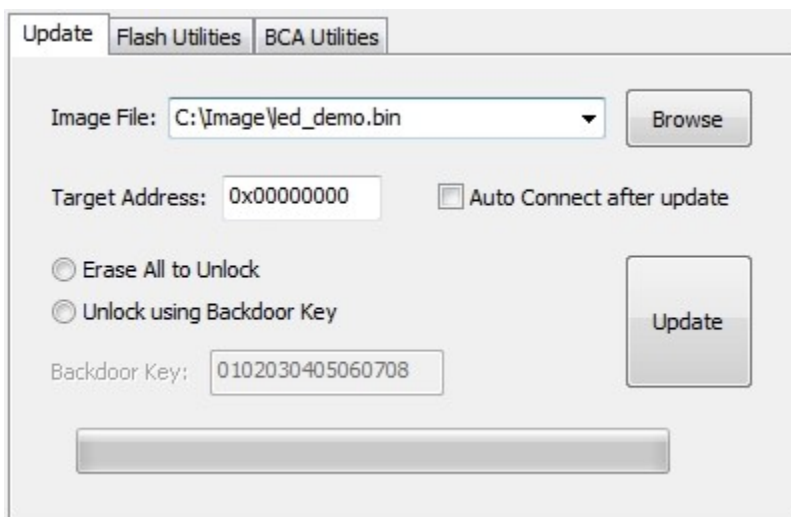 Update Flash Utilities BCA Utilities
Image File: C:\Image\led_demo.bin Browse
Target Address: 0x00000000 Auto Connect after update
Erase All to Unlock
Unlock using Backdoor Key
Update
Backdoor Key: 0102030405060708